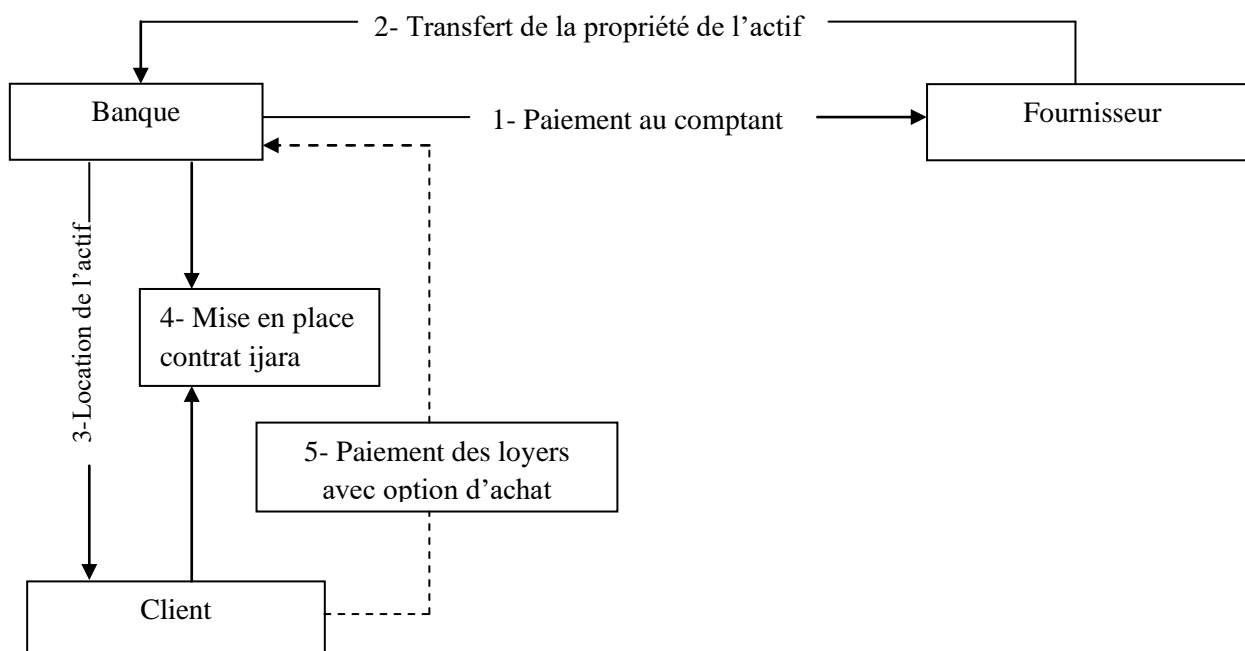 2- Transfert de la propriété de l’actif
Banque
1- Paiement au comptant
Fournisseur
3-Location de l’actif
4- Mise en place
contrat ijara
5- Paiement des loyers
avec option d’achat
Client